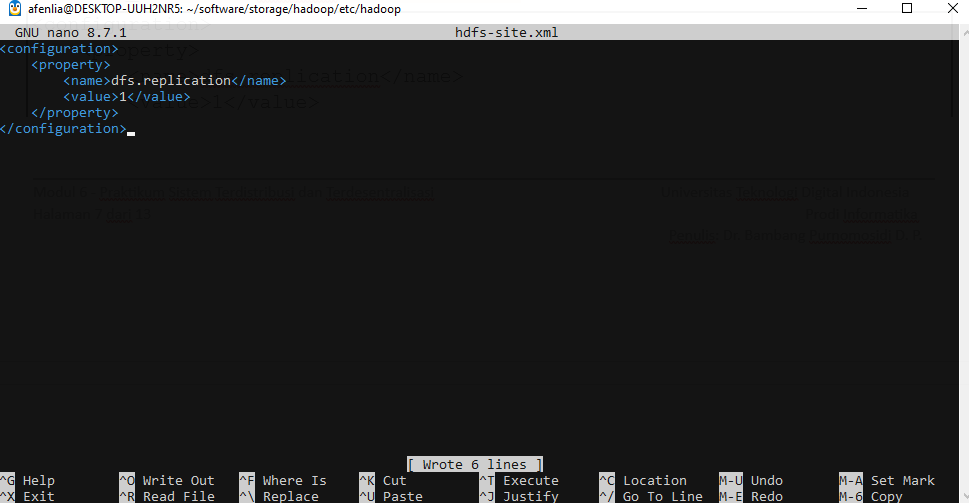 afenlia@DESKTOP-UUH2NR5: ~/software/storage/hadoop/etc/hadoop
GNU nano 8.7.1 hdfs-site.xml
<configuration>
    <property>
        <name>dfs.replication</name>
        <value>1</value>
    </property>
</configuration>
[ Wrote 6 lines ]
^G Help ^O Write Out ^F Where Is ^K Cut ^T Execute ^C Location M-U Undo M-A Set Mark
^X Exit ^R Read File ^\ Replace ^U Paste ^J Justify ^/ Go To Line M-E Redo M-6 Copy